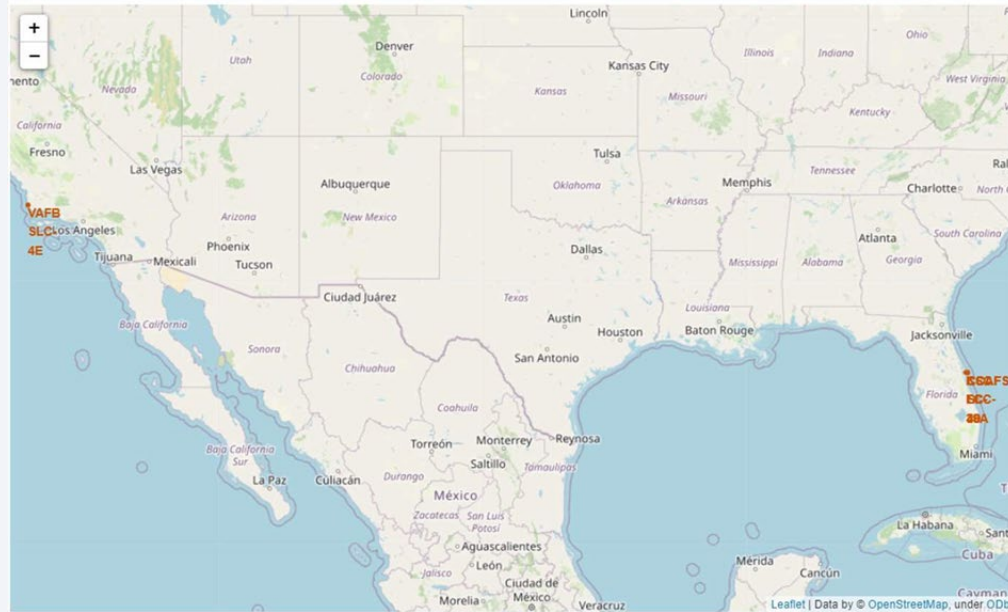 +
−
Lincoln
Denver
Utah
Colorado
Nevada
Kansas City
Kansas
Missouri
Illinois
Indiana
Ohio
West Virginia
Kentucky
California
Fresno
Las Vegas
Tulsa
Albuquerque
Oklahoma
Memphis
Tennessee
Charlotte
North
Arkansas
VAFB
SLC-
4E
Los Angeles
Arizona
New Mexico
Phoenix
Tucson
Tijuana
Mexicali
Dallas
Mississippi
Alabama
Atlanta
Georgia
South Carolina
Ciudad Juárez
Texas
Austin
Houston
San Antonio
Louisiana
Baton Rouge
Jacksonville
Baja California
Sonora
Chihuahua
Florida
Coahuila
Miami
Torreón
Monterrey
Reynosa
Saltillo
Tamaulipas
Baja California
Sur
La Paz
Culiacán
Durango
México
Zacatecas
San Luis
Potosí
La Habana
Cuba
Aguascalientes
León
Jalisco
Ciudad de
México
Morelia
Veracruz
Mérida
Cancún
Leaflet | Data by © OpenStreetMap, under ODbL